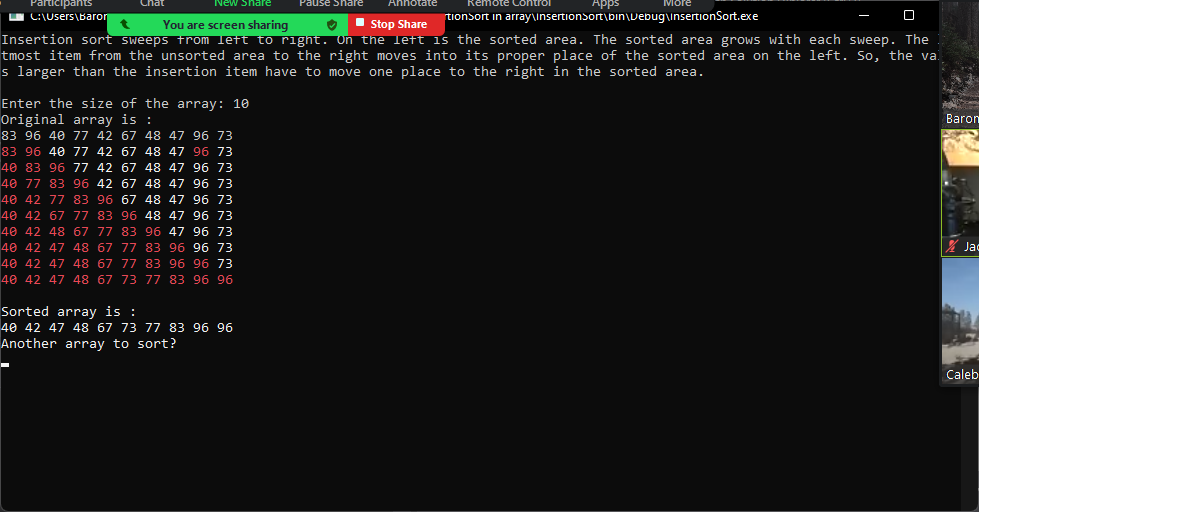 Participants Chat New Share Pause Share Annotate Remote Control Apps More
C:\Users\Baror
You are screen sharing Stop Share
InsertionSort in array\InsertionSort\bin\Debug\InsertionSort.exe
Insertion sort sweeps from left to right. On the left is the sorted area. The sorted area grows with each sweep. The
tmost item from the unsorted area to the right moves into its proper place of the sorted area on the left. So, the va
s larger than the insertion item have to move one place to the right in the sorted area.
Enter the size of the array: 10
Original array is :
83 96 40 77 42 67 48 47 96 73
83 96 40 77 42 67 48 47 96 73
40 83 96 77 42 67 48 47 96 73
40 77 83 96 42 67 48 47 96 73
40 42 77 83 96 67 48 47 96 73
40 42 67 77 83 96 48 47 96 73
40 42 48 67 77 83 96 47 96 73
40 42 47 48 67 77 83 96 96 73
40 42 47 48 67 77 83 96 96 73
40 42 47 48 67 73 77 83 96 96
Sorted array is :
40 42 47 48 67 73 77 83 96 96
Another array to sort?
Baron
Jac
Caleb